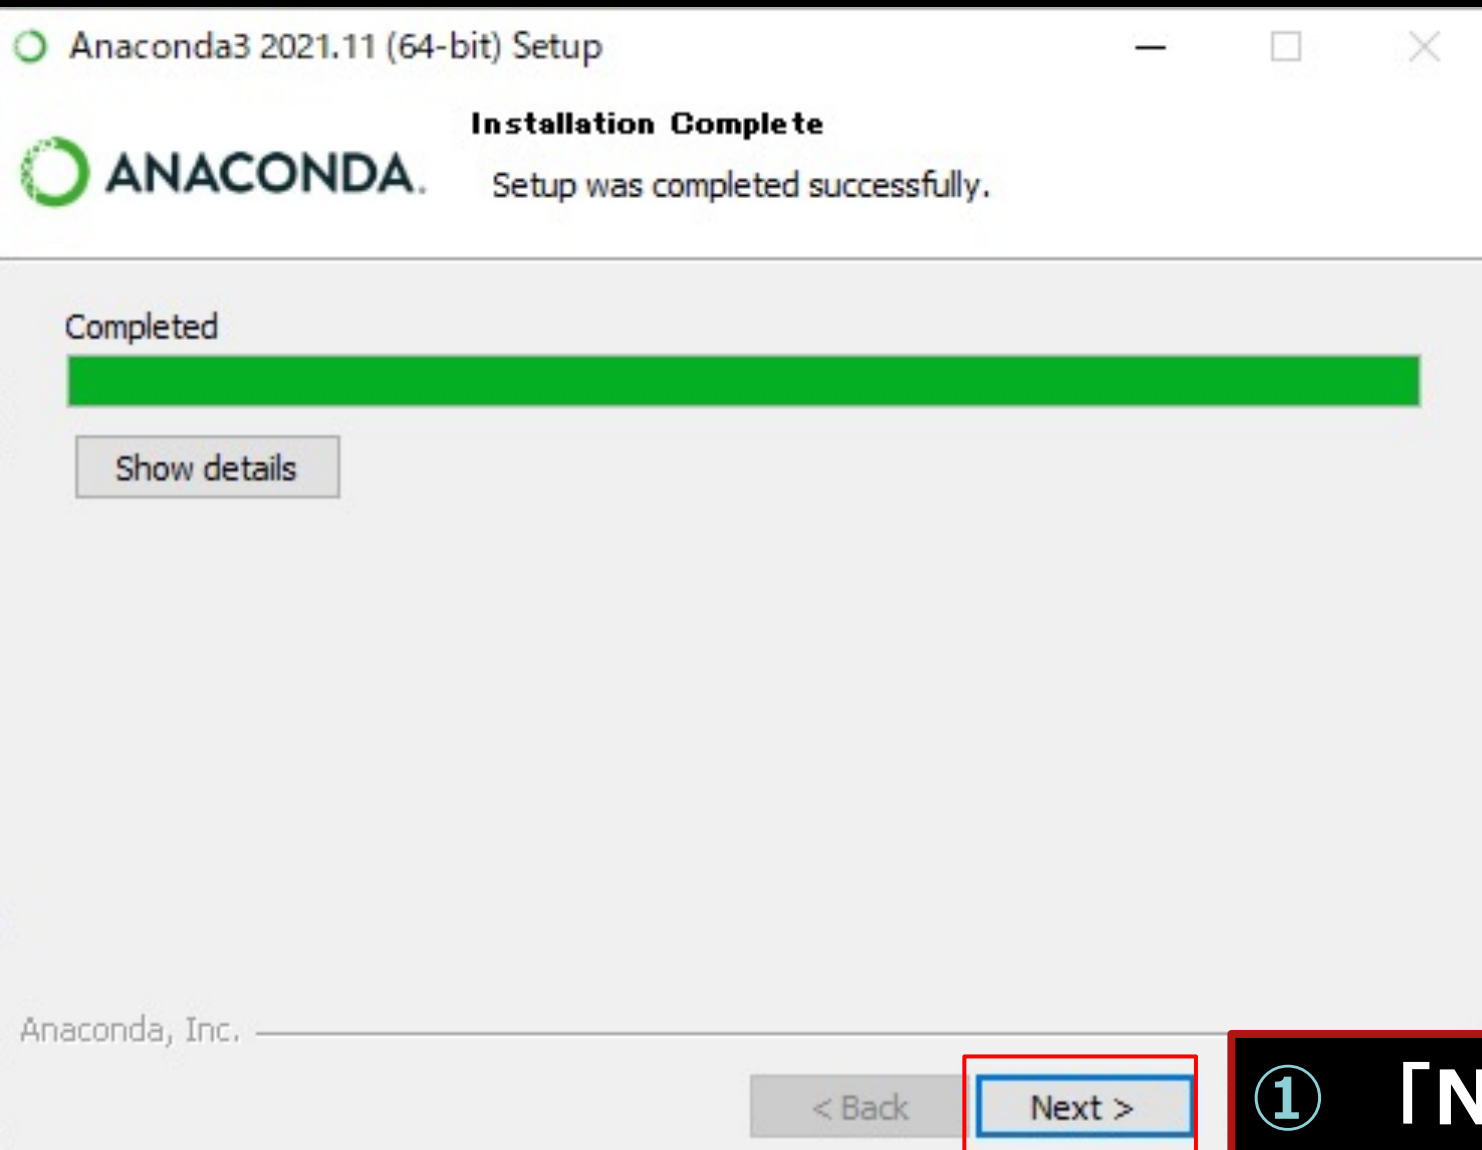 Anaconda3 2021.11 (64-bit) Setup
Installation Complete
ANANCONDA.
Setup was completed successfully.
Completed
Show details
Anaconda, Inc.
< Back
Next >
① 「N